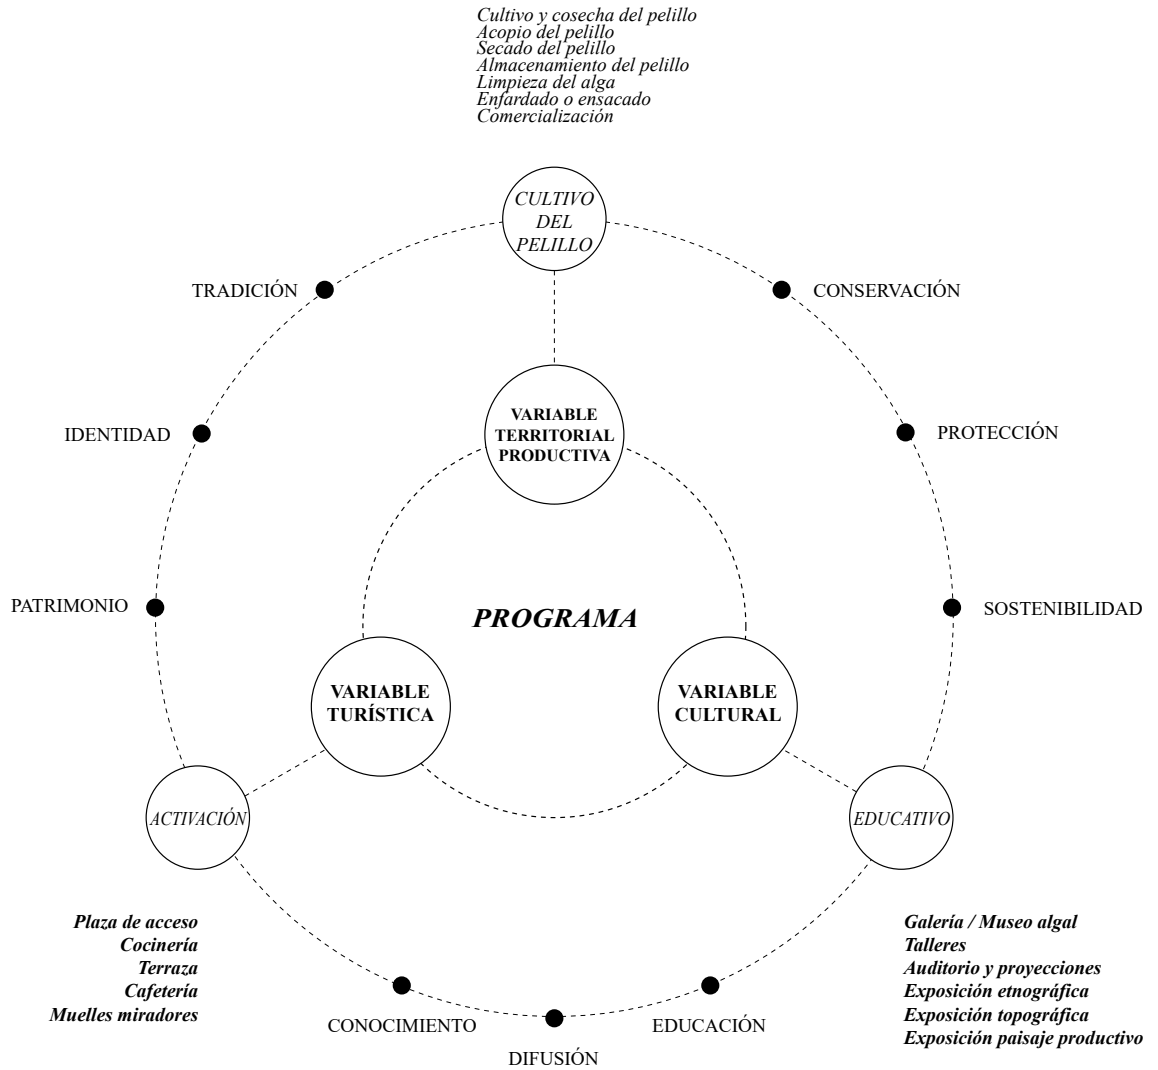 Cultivo y cosecha del pelillo
Acopio del pelillo
Secado del pelillo
Almacenamiento del pelillo
Limpieza del alga
Enfardado o ensacado
Comercialización
CULTIVO
DEL
PELILLO
TRADICIÓN
CONSERVACIÓN
VARIABLE
TERRITORIAL
PRODUCTIVA
IDENTIDAD
PROTECCIÓN
PATRIMONIO
PROGRAMA
SOSTENIBILIDAD
VARIABLE
TURÍSTICA
VARIABLE
CULTURAL
ACTIVACIÓN
EDUCATIVO
Plaza de acceso
Cocinería
Terraza
Cafetería
Muelles miradores
Galería / Museo algal
Talleres
Auditorio y proyecciones
Exposición etnográfica
Exposición topográfica
Exposición paisaje productivo
CONOCIMIENTO
DIFUSIÓN
EDUCACIÓN